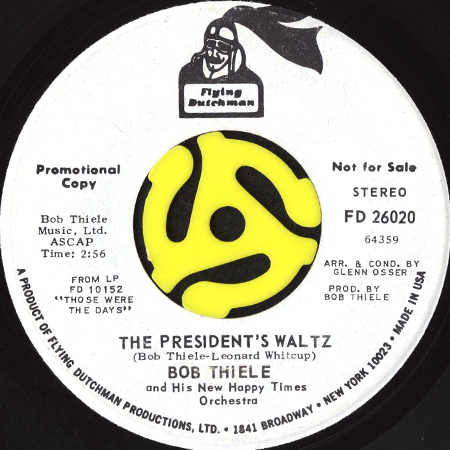 Flying
Dutchman
Promotional
Copy
Not for Sale
STEREO
FD 26020
64359
Bob Thiele
Music, Ltd.
ASCAP
Time: 2:56
ARR. & COND. BY
GLENN OSSER
FROM LP
FD 10152
"THOSE WERE
THE DAYS"
PROD. BY
BOB THIELE
THE PRESIDENT'S WALTZ
(Bob Thiele-Leonard Whitcup)
BOB THIELE
and His New Happy Times
Orchestra
A PRODUCT OF FLYING DUTCHMAN PRODUCTIONS, LTD. • 1841 BROADWAY • NEW YORK 10023 • MADE IN USA